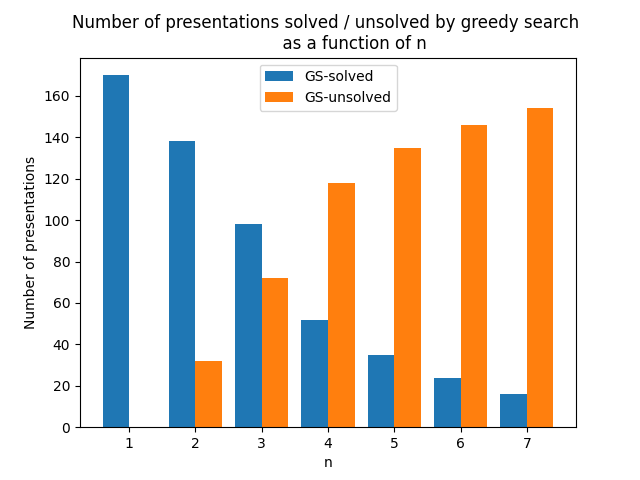 Number of presentations solved / unsolved by greedy search
as a function of n
GS-solved
GS-unsolved
Number of presentations
160
140
120
100
80
60
40
20
0
1 2 3 4 5 6 7
n